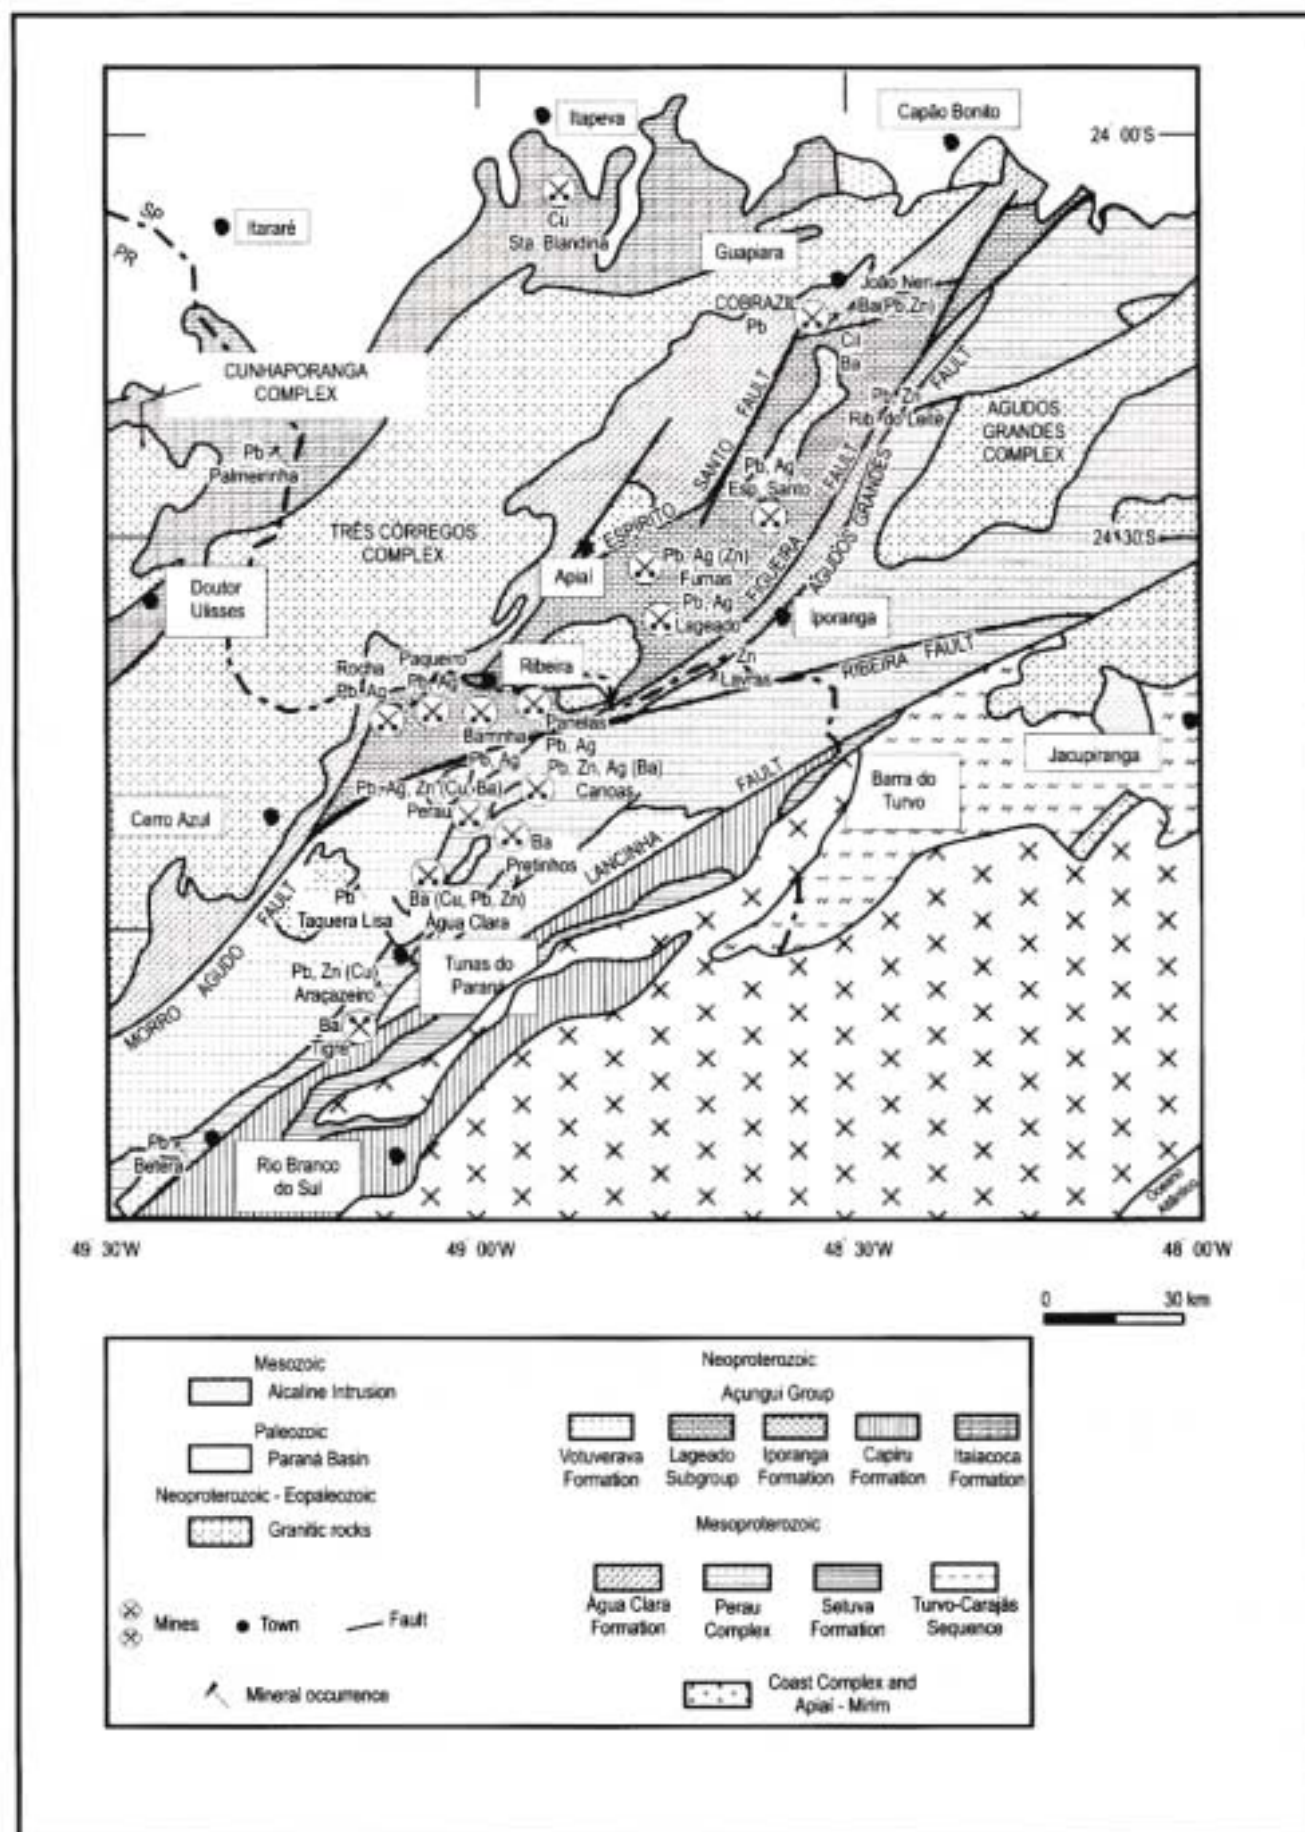 Itapeva
Capão Bonito
24 00'S
SP
PR
Itararé
Cu
Sta. Blandina
Guapiara
João Neri
Ba(Pb,Zn)
COBRAZIL
Pb
Cil
Ba
CUNHAPORANGA
COMPLEX
FAULT
FAULT
Pb, Zn
Rib. do Leite
AGUDOS
GRANDES
COMPLEX
Pb
Palmeirinha
SANTO
Pb, Ag
Esp. Santo
FAULT
TRÊS CÓRREGOS
COMPLEX
ESPIRITO
AGUDOS GRANDES
24 30'S
Apiaí
Pb, Ag (Zn)
Furnas
FIGUEIRA
Doutor
Ulisses
Pb, Ag
Lageado
Iporanga
Paqueiro
Pb, Ag
Rocha
Pb, Ag
Ribeira
Zn
Lavras
RIBEIRA FAULT
Panelas
Pb, Ag
Barrinha
Pb, Ag
Jacupiranga
Pb, Zn, Ag (Ba)
Canoas
FAULT
Barra do
Turvo
Pb, Ag, Zn (Cu, Ba)
Perau
Cerro Azul
Ba
Pretinhos
LANCINHA
Pb
Taquera Lisa
Ba (Cu, Pb, Zn)
Água Clara
FAULT
AGUDO
MORRO
Tunas do
Paraná
Pb, Zn (Cu)
Araçazeiro
Ba
Tigre
Pb
Betera
Rio Branco
do Sul
Oceano
Atlântico
49 30'W
49 00'W
48 30'W
48 00'W
0 30 km
Mesozoic
Alcaline Intrusion
Paleozoic
Paraná Basin
Neoproterozoic - Eopaleozoic
Granitic rocks
Mines
Town
Fault
Mineral occurrence
Neoproterozoic
Açungui Group
Votuverava
Formation
Lageado
Subgroup
Iporanga
Formation
Capiru
Formation
Itaiacoca
Formation
Mesoproterozoic
Água Clara
Formation
Perau
Complex
Setuva
Formation
Turvo-Carajás
Sequence
Coast Complex and
Apiaí - Mirim